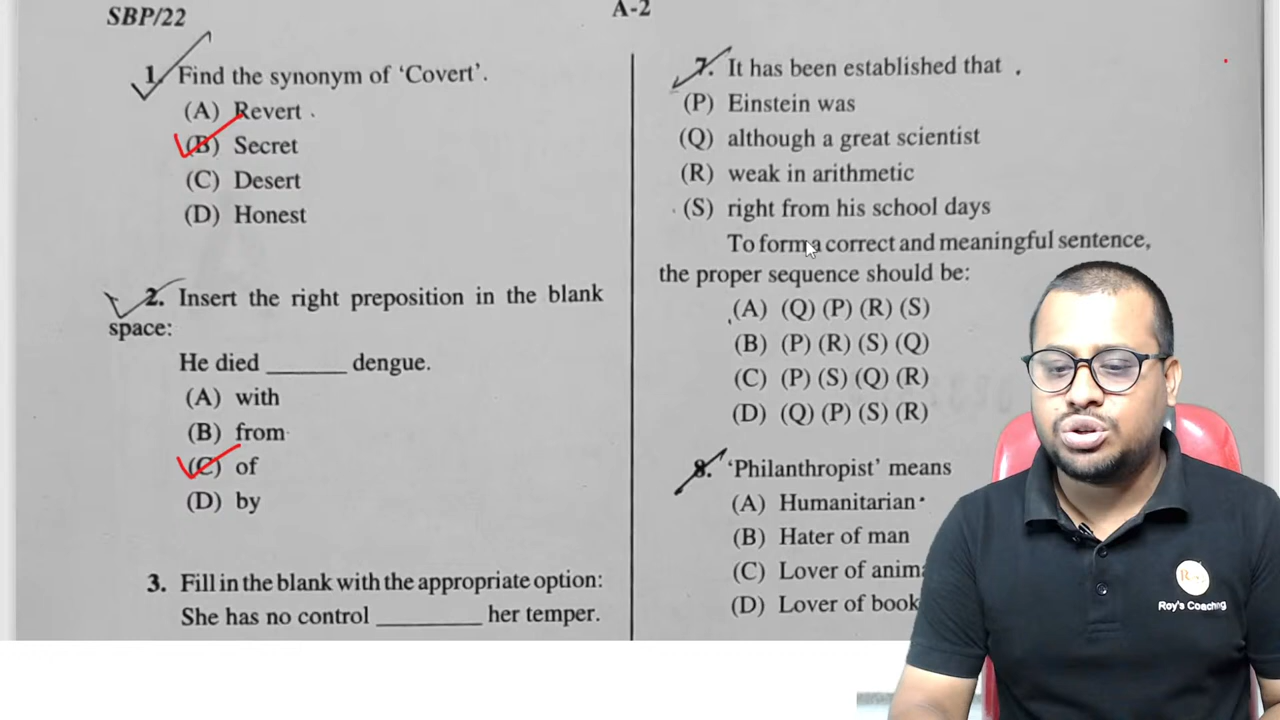 SBP/22
A-2
1. Find the synonym of ‘Covert’.
(A) Revert
(B) Secret
(C) Desert
(D) Honest
2. Insert the right preposition in the blank
space:
He died ______ dengue.
(A) with
(B) from
(C) of
(D) by
3. Fill in the blank with the appropriate option:
She has no control ________ her temper.
7. It has been established that
(P) Einstein was
(Q) although a great scientist
(R) weak in arithmetic
(S) right from his school days
To form a correct and meaningful sentence,
the proper sequence should be:
(A) (Q) (P) (R) (S)
(B) (P) (R) (S) (Q)
(C) (P) (S) (Q) (R)
(D) (Q) (P) (S) (R)
8. ‘Philanthropist’ means
(A) Humanitarian
(B) Hater of man
(C) Lover of anim
(D) Lover of book
Roy's Coaching